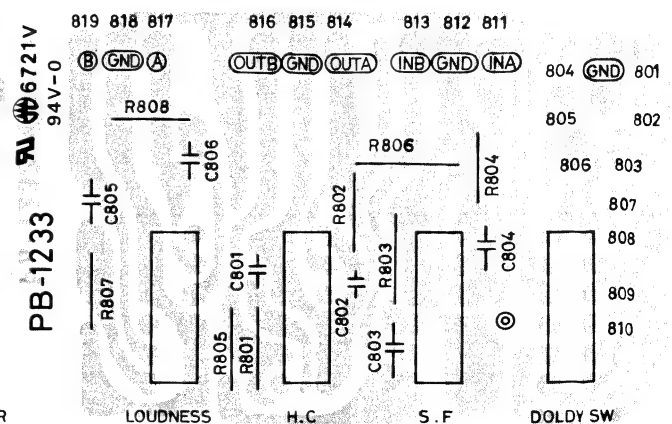 819 818 817 816 815 814 813 812 811
B GND A OUTB GND OUTA INB GND INA
804 GND 801
805 802
806 803
807
808
809
810
6721V
94V-0
PB-1233
R808
C806
C805
R807
R806
R804
R802
R803
C801
C802
C804
C803
R805
R801
R
LOUDNESS H.C S.F DOLDY SW